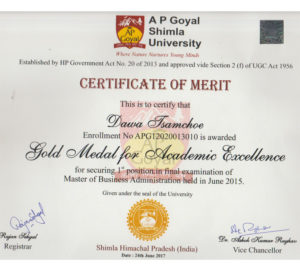 A P Goyal
Shimla
University
Where Nature Nurtures Young Minds
Established by HP Government Act No. 20 of 2013 and approved vide Section 2 (f) of UGC Act 1956
CERTIFICATE OF MERIT
This is to certify that
Dawa Tsamchoe
Enrollment No APG12020013010 is awarded
Gold Medal for Academic Excellence
for securing 1st position in final examination of
Master of Business Administration held in June 2015.
Given under the seal of the University
Rajan Sehgal
Registrar
Shimla Himachal Pradesh (India)
Date : 24th June 2017
Dr. Ashok Kumar Raghav
Vice Chancellor